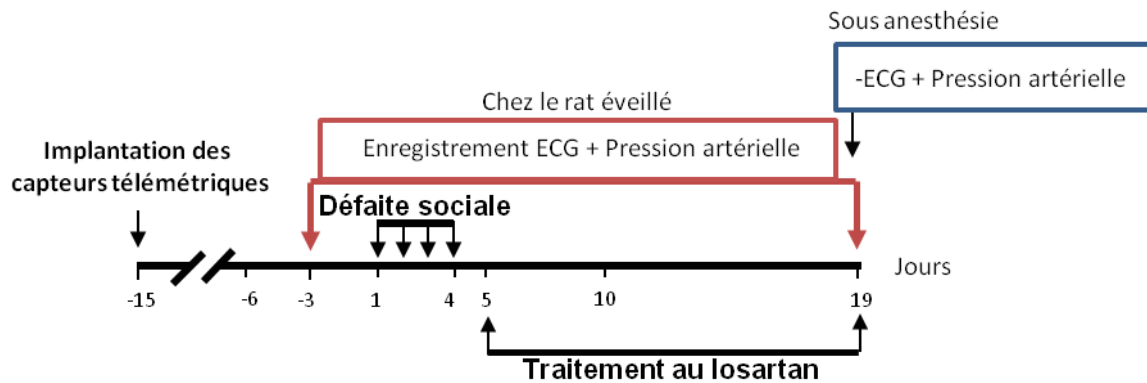 Sous anesthésie
-ECG + Pression artérielle
Chez le rat éveillé
Enregistrement ECG + Pression artérielle
Implantation des
capteurs télémétriques
Défaite sociale
Jours
-15 -6 -3 1 4 5 10 19
Traitement au losartan